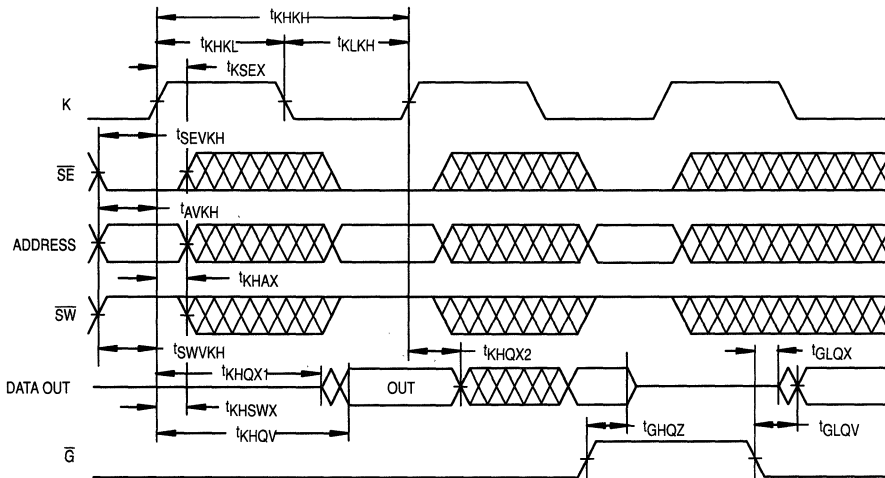 tKHKH
tKHKL tKLKH
tKSEX
K
tSEVKH
SE
tAVKH
ADDRESS
tKHAX
SW
tSWVKH
tKHQX1 tKHQX2 tGLQX
DATA OUT OUT
tKHSWX
tKHQV tGHQZ tGLQV
G